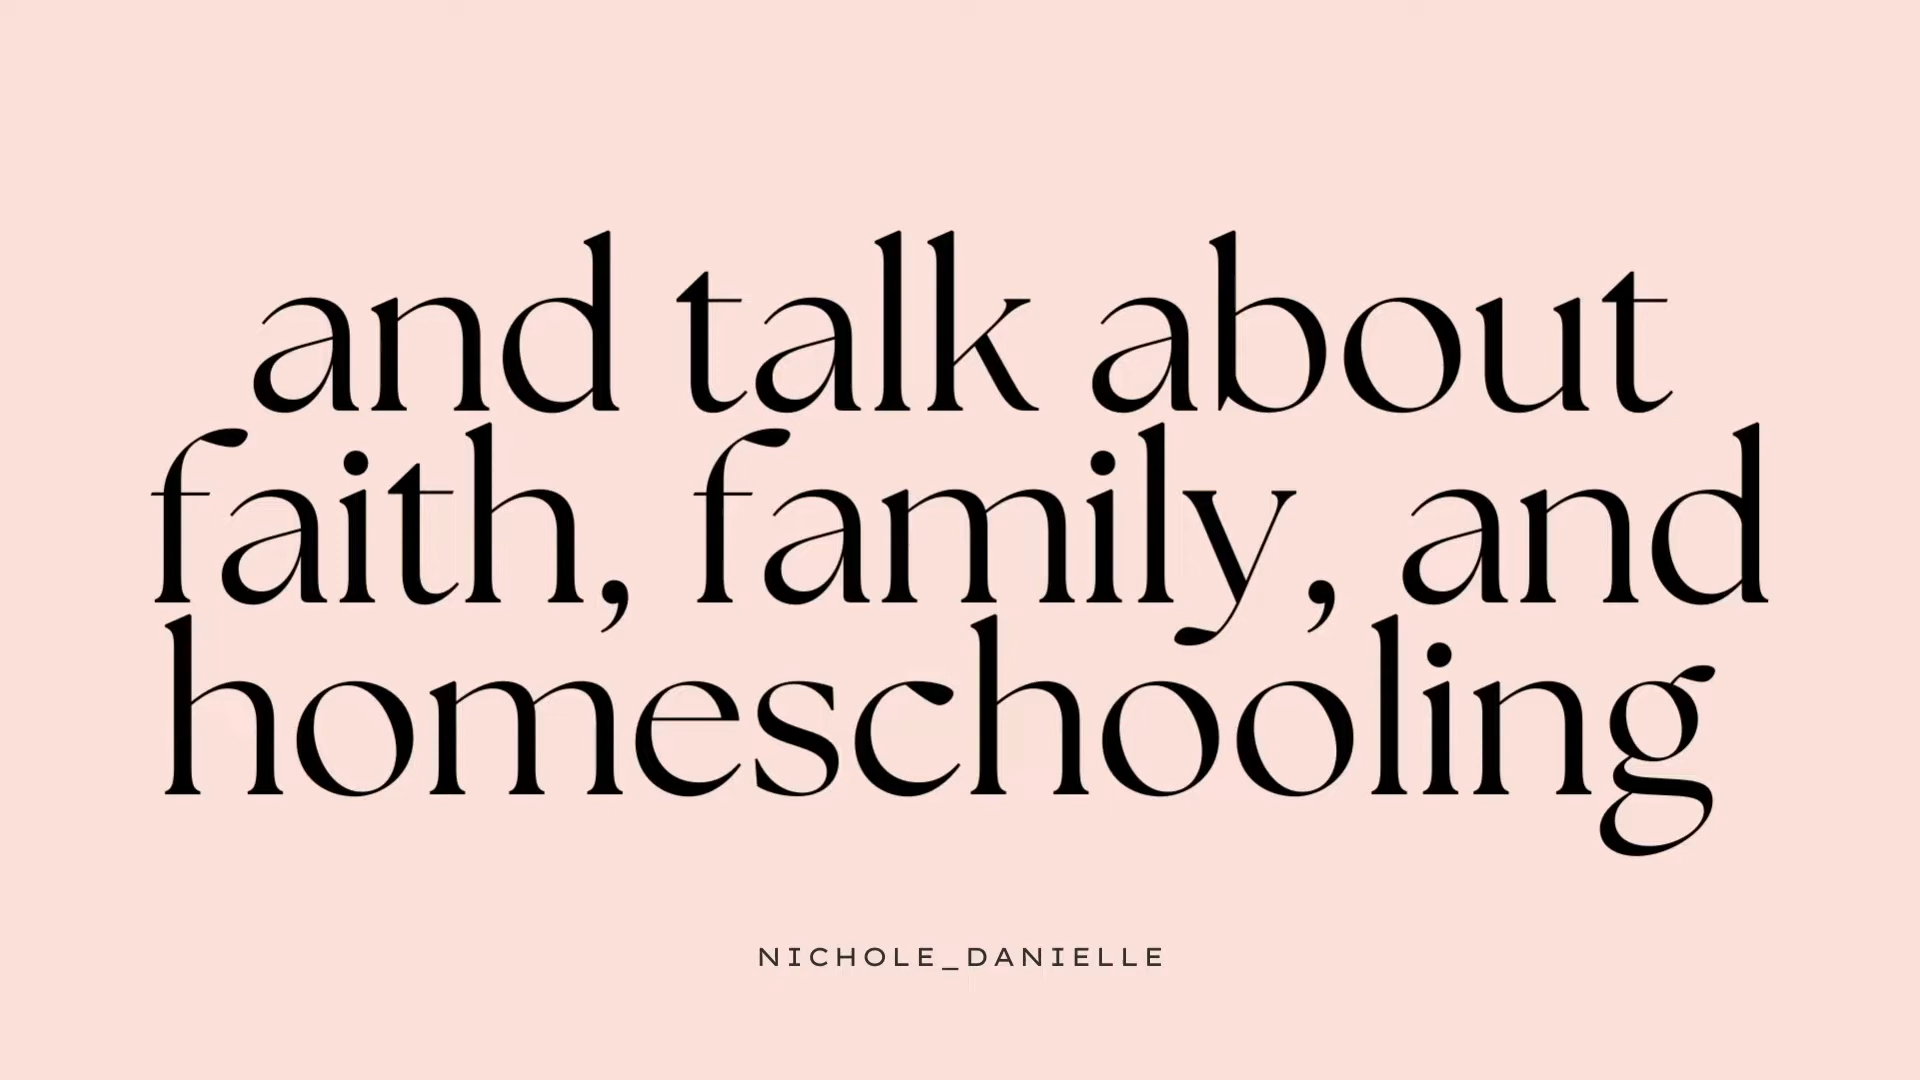 and talk about
faith, family, and
homeschooling
NICHOLE_DANIELLE